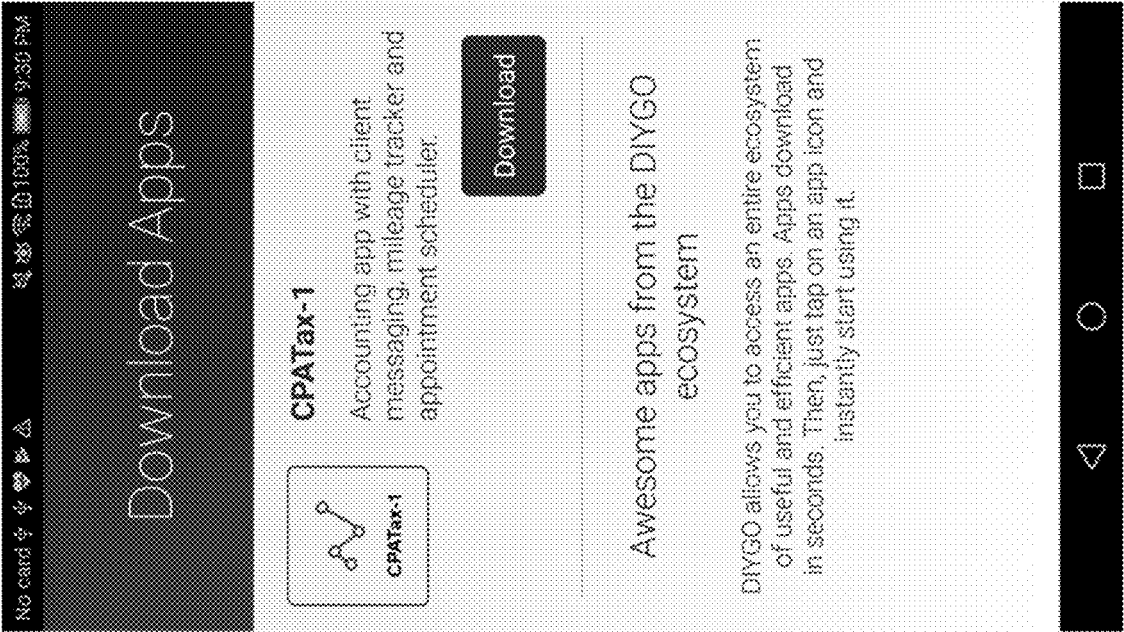 No card 100% 9:30 PM
Download Apps
CPATax-1
CPATax-1
Accounting app with client
messaging, mileage tracker and
appointment scheduler.
Download
Awesome apps from the DIYGO
ecosystem
DIYGO allows you to access an entire ecosystem
of useful and efficient apps. Apps download
in seconds. Then, just tap on an app icon and
instantly start using it.